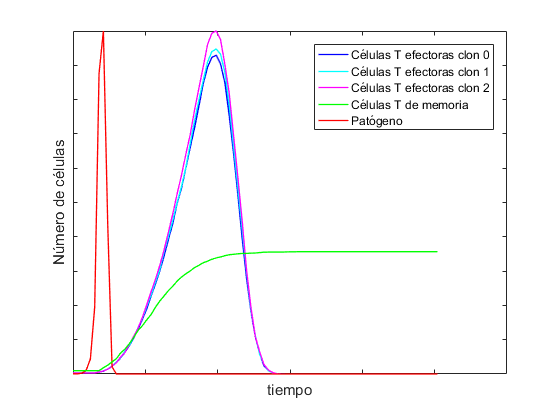 Células T efectoras clon 0
Células T efectoras clon 1
Células T efectoras clon 2
Células T de memoria
Patógeno
Número de células
tiempo